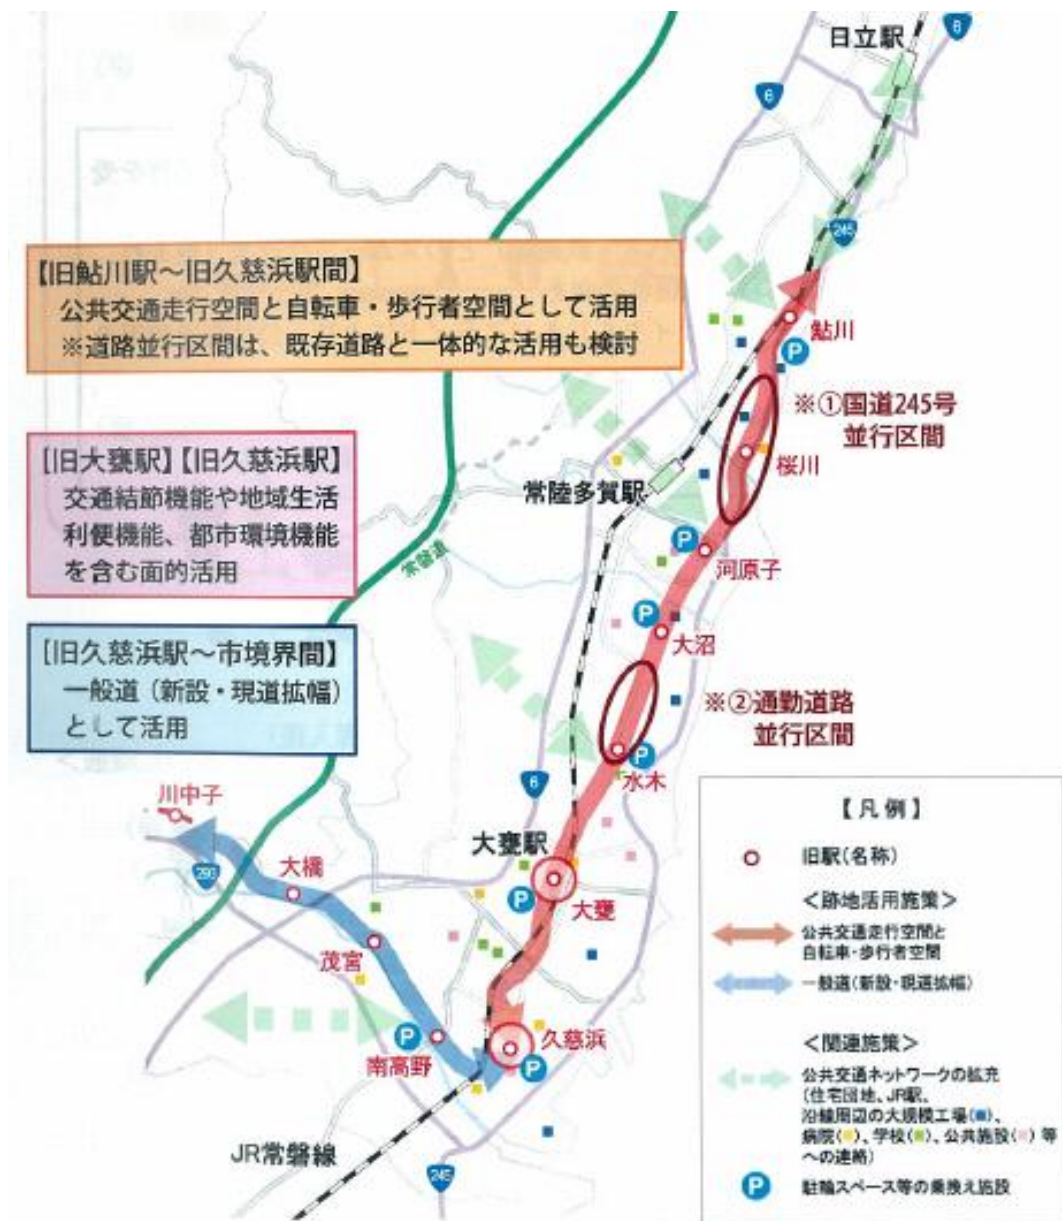 日立駅
6
6
245
【旧鮎川駅～旧久慈浜駅間】
公共交通走行空間と自転車・歩行者空間として活用
※道路並行区間は、既存道路と一体的な活用も検討
鮎川
P
※①国道245号
並行区間
桜川
【旧大甕駅】【旧久慈浜駅】
交通結節機能や地域生活
利便機能、都市環境機能
を含む面的活用
常陸多賀駅
常磐道
P
河原子
P
大沼
【旧久慈浜駅～市境界間】
一般道（新設・現道拡幅）
として活用
※②通勤道路
並行区間
P
水木
6
川中子
293
大橋
大甕駅
P
大甕
茂宮
P
南高野
久慈浜
P
JR常磐線
245
【凡例】
旧駅(名称)
＜跡地活用施策＞
公共交通走行空間と
自転車・歩行者空間
一般道(新設・現道拡幅)
＜関連施策＞
公共交通ネットワークの拡充
(住宅団地、JR駅、
沿線周辺の大規模工場(■)、
病院(■)、学校(■)、公共施設(■) 等
への連絡)
P
駐輪スペース等の乗換え施設